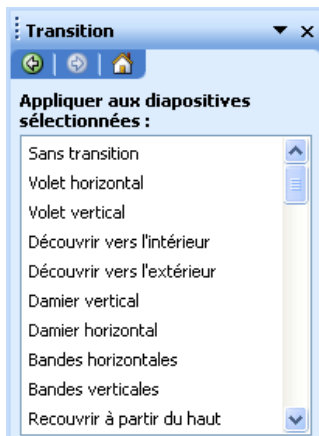 Transition
Appliquer aux diapositives
sélectionnées :
Sans transition
Volet horizontal
Volet vertical
Découvrir vers l'intérieur
Découvrir vers l'extérieur
Damier vertical
Damier horizontal
Bandes horizontales
Bandes verticales
Recouvrir à partir du haut